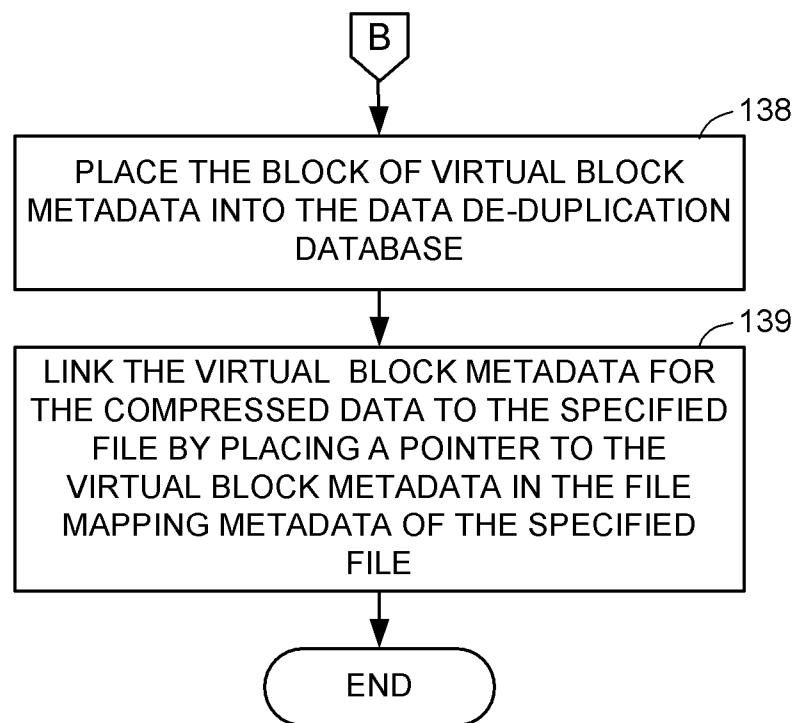 B
138
PLACE THE BLOCK OF VIRTUAL BLOCK
METADATA INTO THE DATA DE-DUPLICATION
DATABASE
139
LINK THE VIRTUAL BLOCK METADATA FOR
THE COMPRESSED DATA TO THE SPECIFIED
FILE BY PLACING A POINTER TO THE
VIRTUAL BLOCK METADATA IN THE FILE
MAPPING METADATA OF THE SPECIFIED
FILE
END